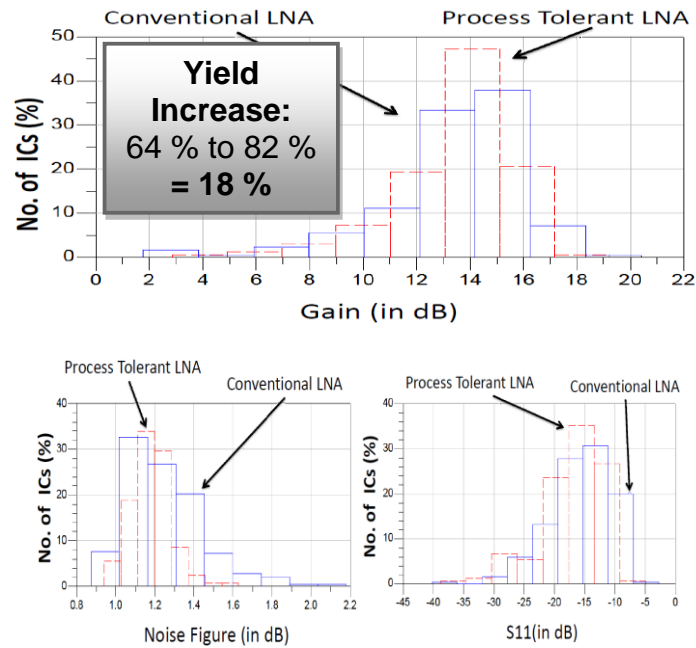 Conventional LNA
Process Tolerant LNA
Yield
Increase:
64 % to 82 %
= 18 %
No. of ICs (%)
50
40
30
20
10
0
0 2 4 6 8 10 12 14 16 18 20 22
Gain (in dB)
Process Tolerant LNA
Conventional LNA
No. of ICs (%)
40
30
20
10
0
0.8 1.0 1.2 1.4 1.6 1.8 2.0 2.2
Noise Figure (in dB)
Process Tolerant LNA
Conventional LNA
No. of ICs (%)
40
30
20
10
0
-45 -40 -35 -30 -25 -20 -15 -10 -5 0
S11(in dB)